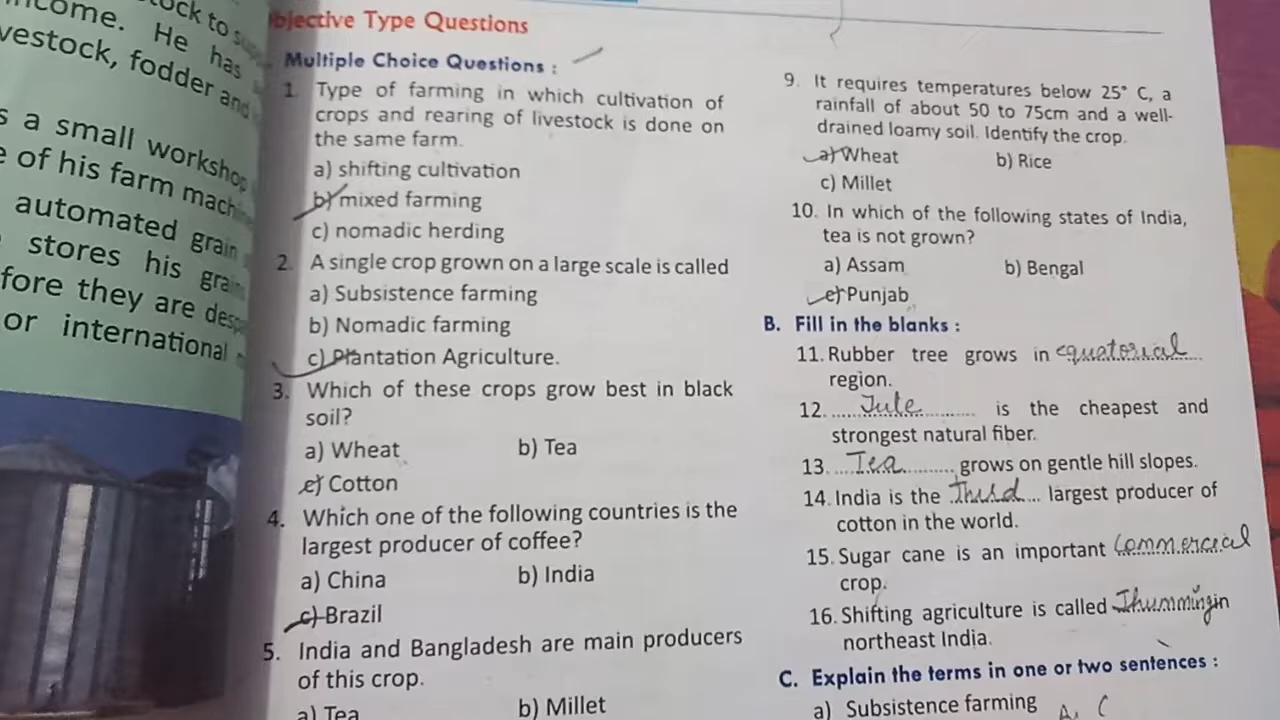 income. He has
vestock, fodder and
s a small workshop
e of his farm
automated grain
stores his
fore they are
or international
Objective Type Questions
Multiple Choice Questions :
1. Type of farming in which cultivation of
crops and rearing of livestock is done on
the same farm.
a) shifting cultivation
b) mixed farming
c) nomadic herding
2. A single crop grown on a large scale is called
a) Subsistence farming
b) Nomadic farming
c) Plantation Agriculture.
3. Which of these crops grow best in black
soil?
a) Wheat b) Tea
c) Cotton
4. Which one of the following countries is the
largest producer of coffee?
a) China b) India
c) Brazil
5. India and Bangladesh are main producers
of this crop.
a) Tea b) Millet
9. It requires temperatures below 25° C, a
rainfall of about 50 to 75cm and a well-
drained loamy soil. Identify the crop.
a) Wheat b) Rice
c) Millet
10. In which of the following states of India,
tea is not grown?
a) Assam b) Bengal
c) Punjab
B. Fill in the blanks :
11. Rubber tree grows in equatorial
region.
12. Jute is the cheapest and
strongest natural fiber.
13. Tea grows on gentle hill slopes.
14. India is the largest producer of
cotton in the world.
15. Sugar cane is an important Commercial
crop.
16. Shifting agriculture is called Jhumming in
northeast India.
C. Explain the terms in one or two sentences :
a) Subsistence farming